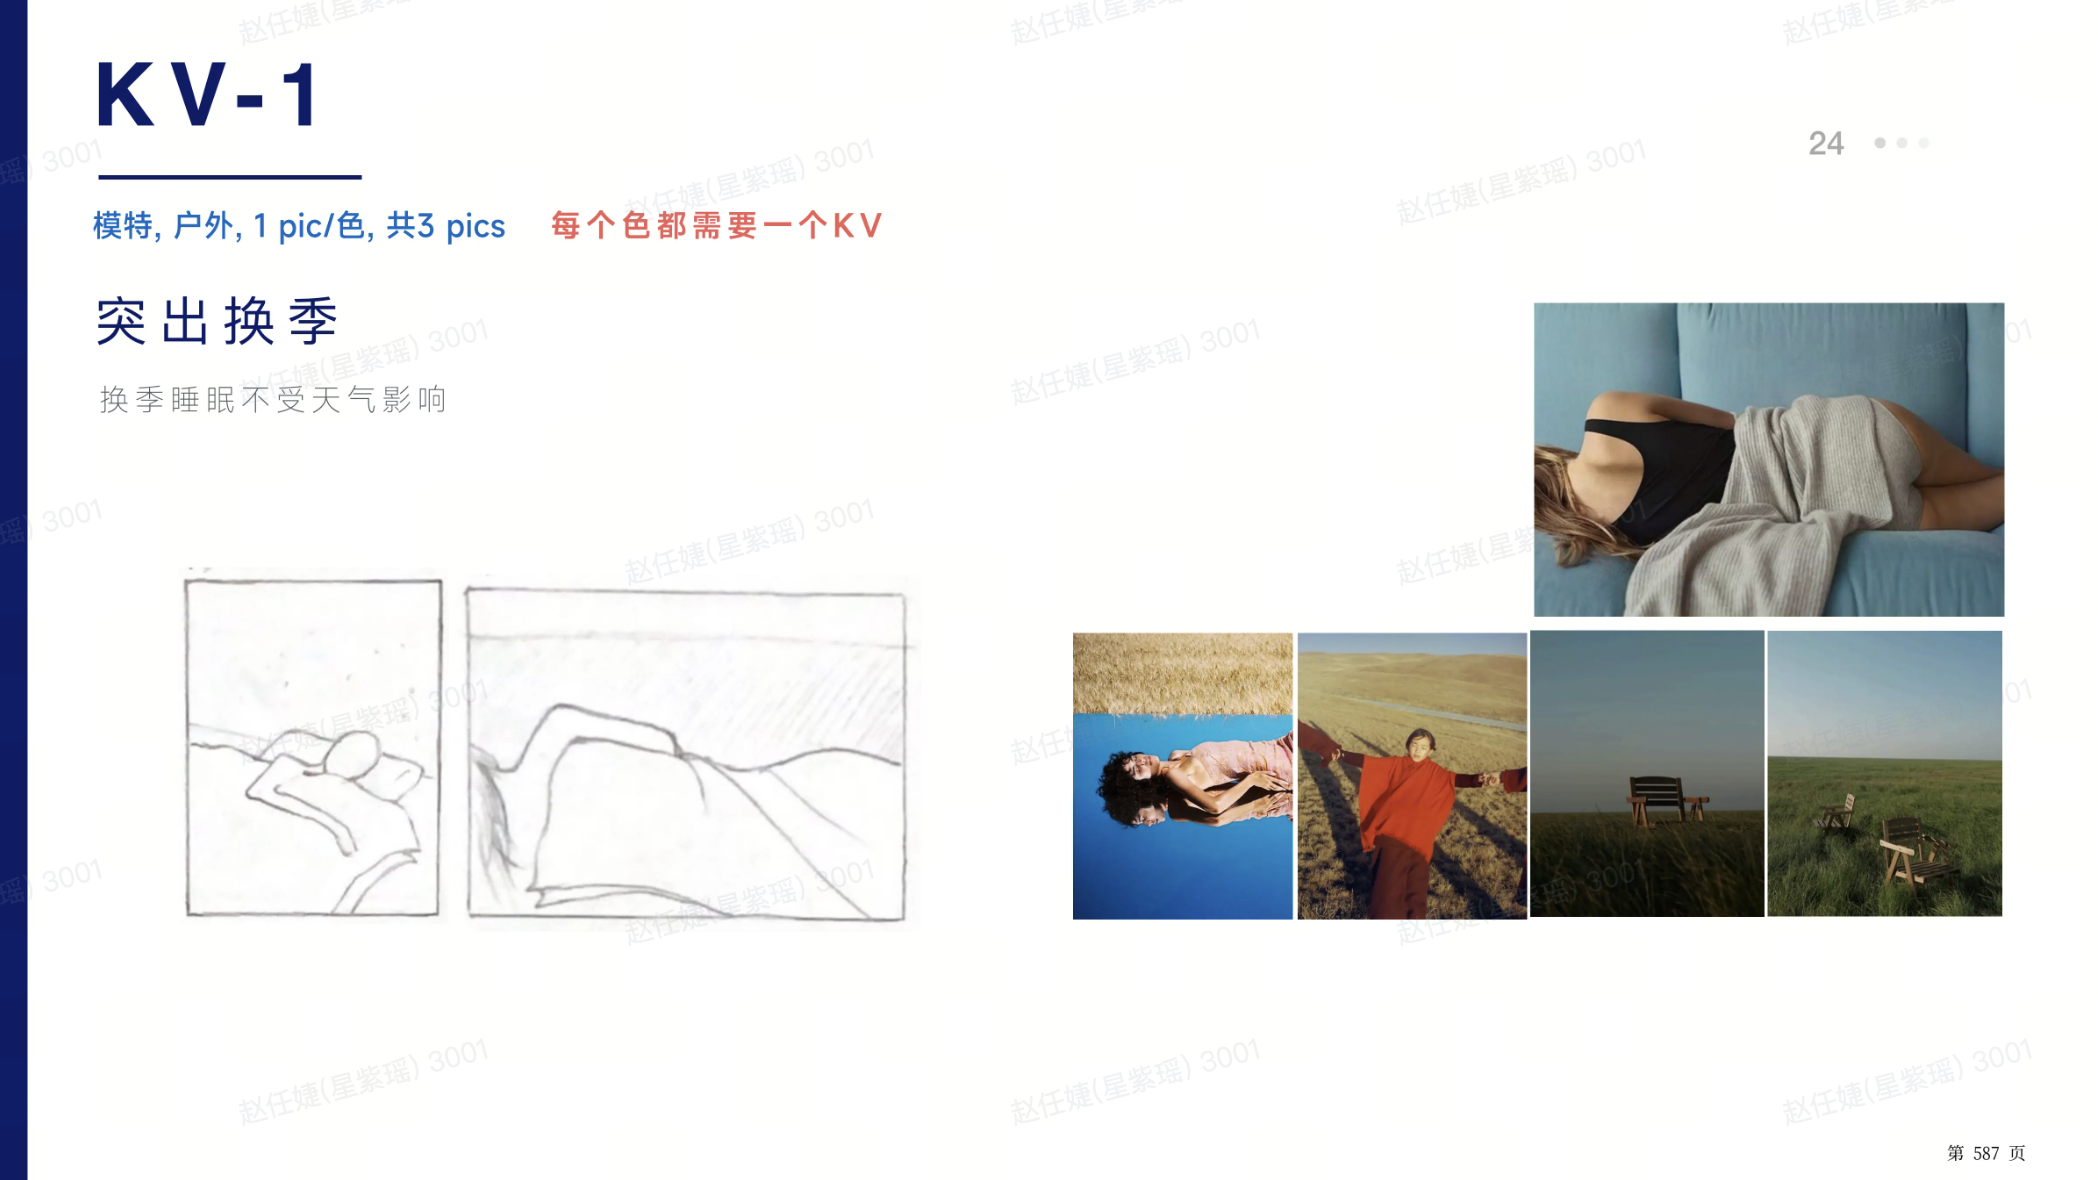 KV-1
24
模特, 户外, 1 pic/色, 共3 pics 每个色都需要一个KV
突出换季
换季睡眠不受天气影响
赵任婕(星紫瑶) 3001
第 587 页